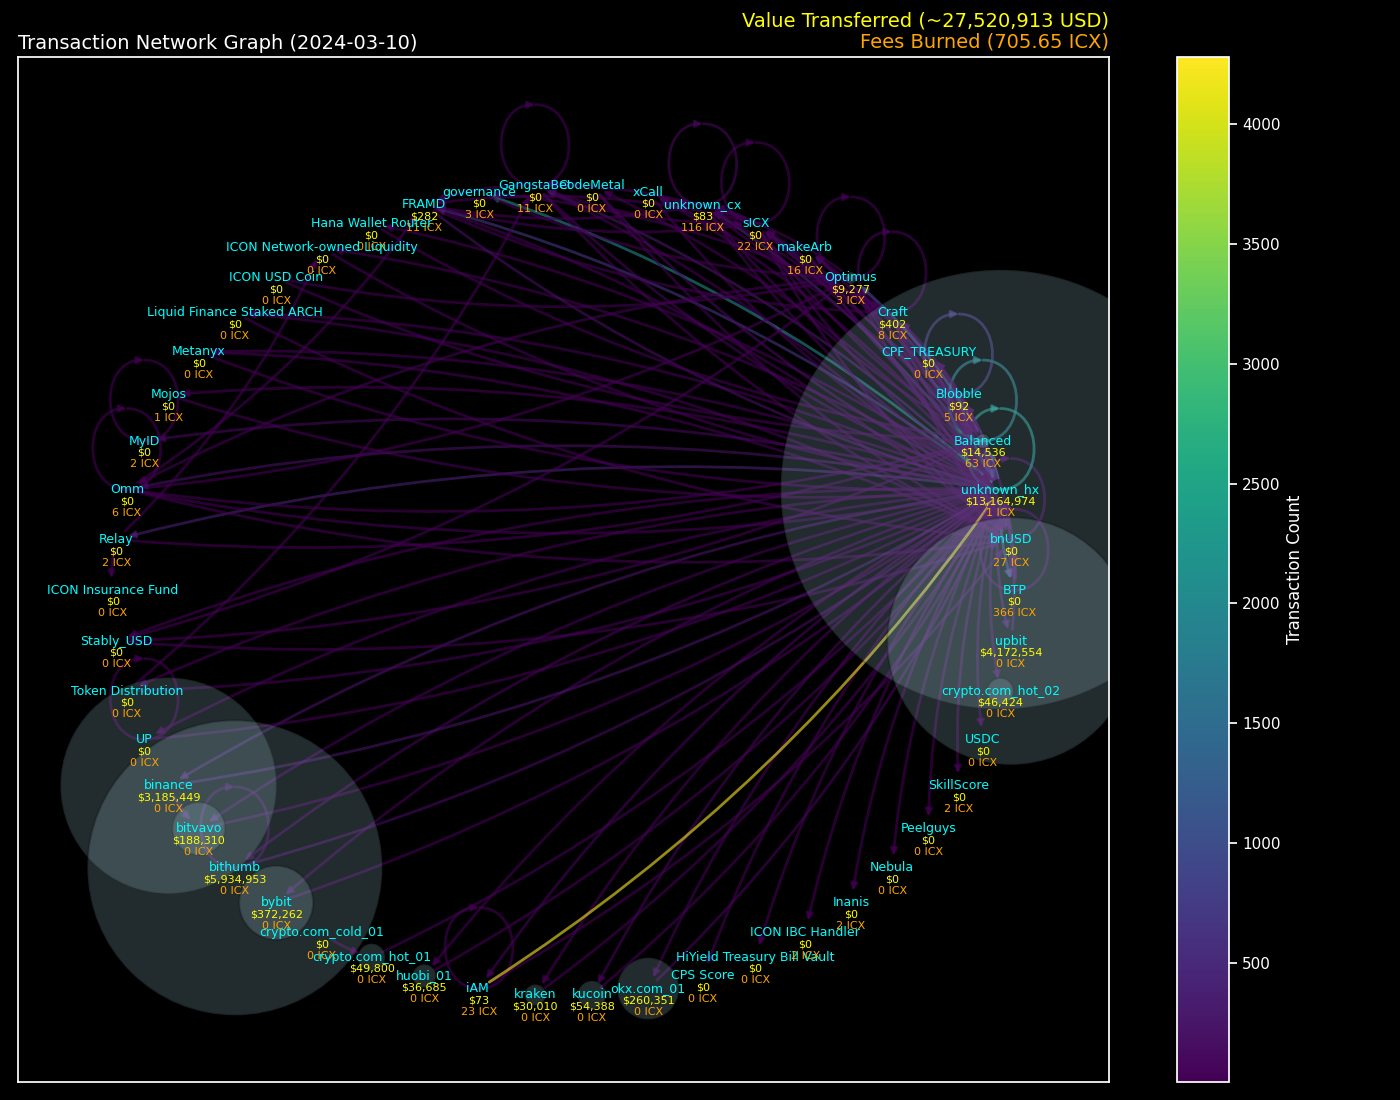 Value Transferred (~27,520,913 USD)
Transaction Network Graph (2024-03-10)
Fees Burned (705.65 ICX)
governance
$0
3 ICX
GangstaBet
$0
11 ICX
CodeMetal
$0
0 ICX
xCall
$0
0 ICX
unknown_cx
$83
116 ICX
sICX
$0
22 ICX
makeArb
$0
16 ICX
Optimus
$9,277
3 ICX
Craft
$402
8 ICX
CPF_TREASURY
$0
0 ICX
Blobble
$92
5 ICX
Balanced
$14,536
63 ICX
unknown_hx
$13,164,974
1 ICX
bnUSD
$0
27 ICX
BTP
$0
366 ICX
upbit
$4,172,554
0 ICX
crypto.com_hot_02
$46,424
0 ICX
USDC
$0
0 ICX
SkillScore
$0
2 ICX
Peelguys
$0
0 ICX
Nebula
$0
0 ICX
Inanis
$0
2 ICX
ICON IBC Handler
$0
2 ICX
HiYield Treasury Bill Vault
$0
0 ICX
CPS Score
$0
0 ICX
okx.com_01
$260,351
0 ICX
kucoin
$54,388
0 ICX
kraken
$30,010
0 ICX
iAM
$73
23 ICX
huobi_01
$36,685
0 ICX
crypto.com_hot_01
$49,800
0 ICX
crypto.com_cold_01
$0
0 ICX
bybit
$372,262
0 ICX
bithumb
$5,934,953
0 ICX
bitvavo
$188,310
0 ICX
binance
$3,185,449
0 ICX
UP
$0
0 ICX
Token Distribution
$0
0 ICX
Stably_USD
$0
0 ICX
ICON Insurance Fund
$0
0 ICX
Relay
$0
2 ICX
Omm
$0
6 ICX
MyID
$0
2 ICX
Mojos
$0
1 ICX
Metanyx
$0
0 ICX
Liquid Finance Staked ARCH
$0
0 ICX
ICON USD Coin
$0
0 ICX
ICON Network-owned Liquidity
$0
0 ICX
Hana Wallet Router
$0
0 ICX
FRAMD
$282
11 ICX
4000
3500
3000
2500
2000
1500
1000
500
Transaction Count